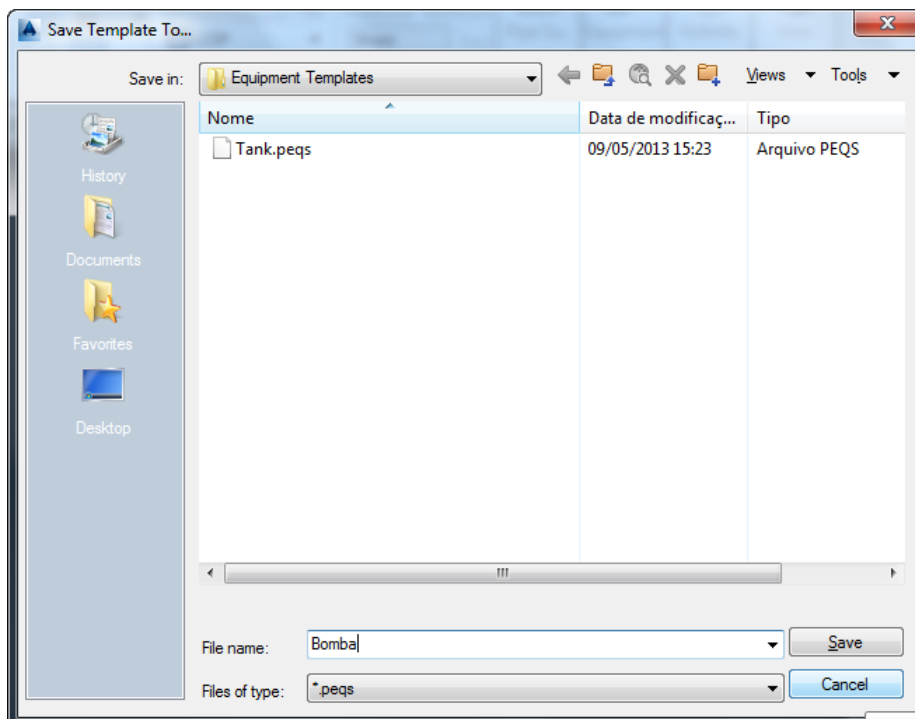 Save Template To...
Save in:
Equipment Templates
Views
Tools
Nome
Data de modificaç...
Tipo
Tank.peqs
09/05/2013 15:23
Arquivo PEQS
History
Documents
Favorites
Desktop
File name:
Bomba
Save
Files of type:
*.peqs
Cancel